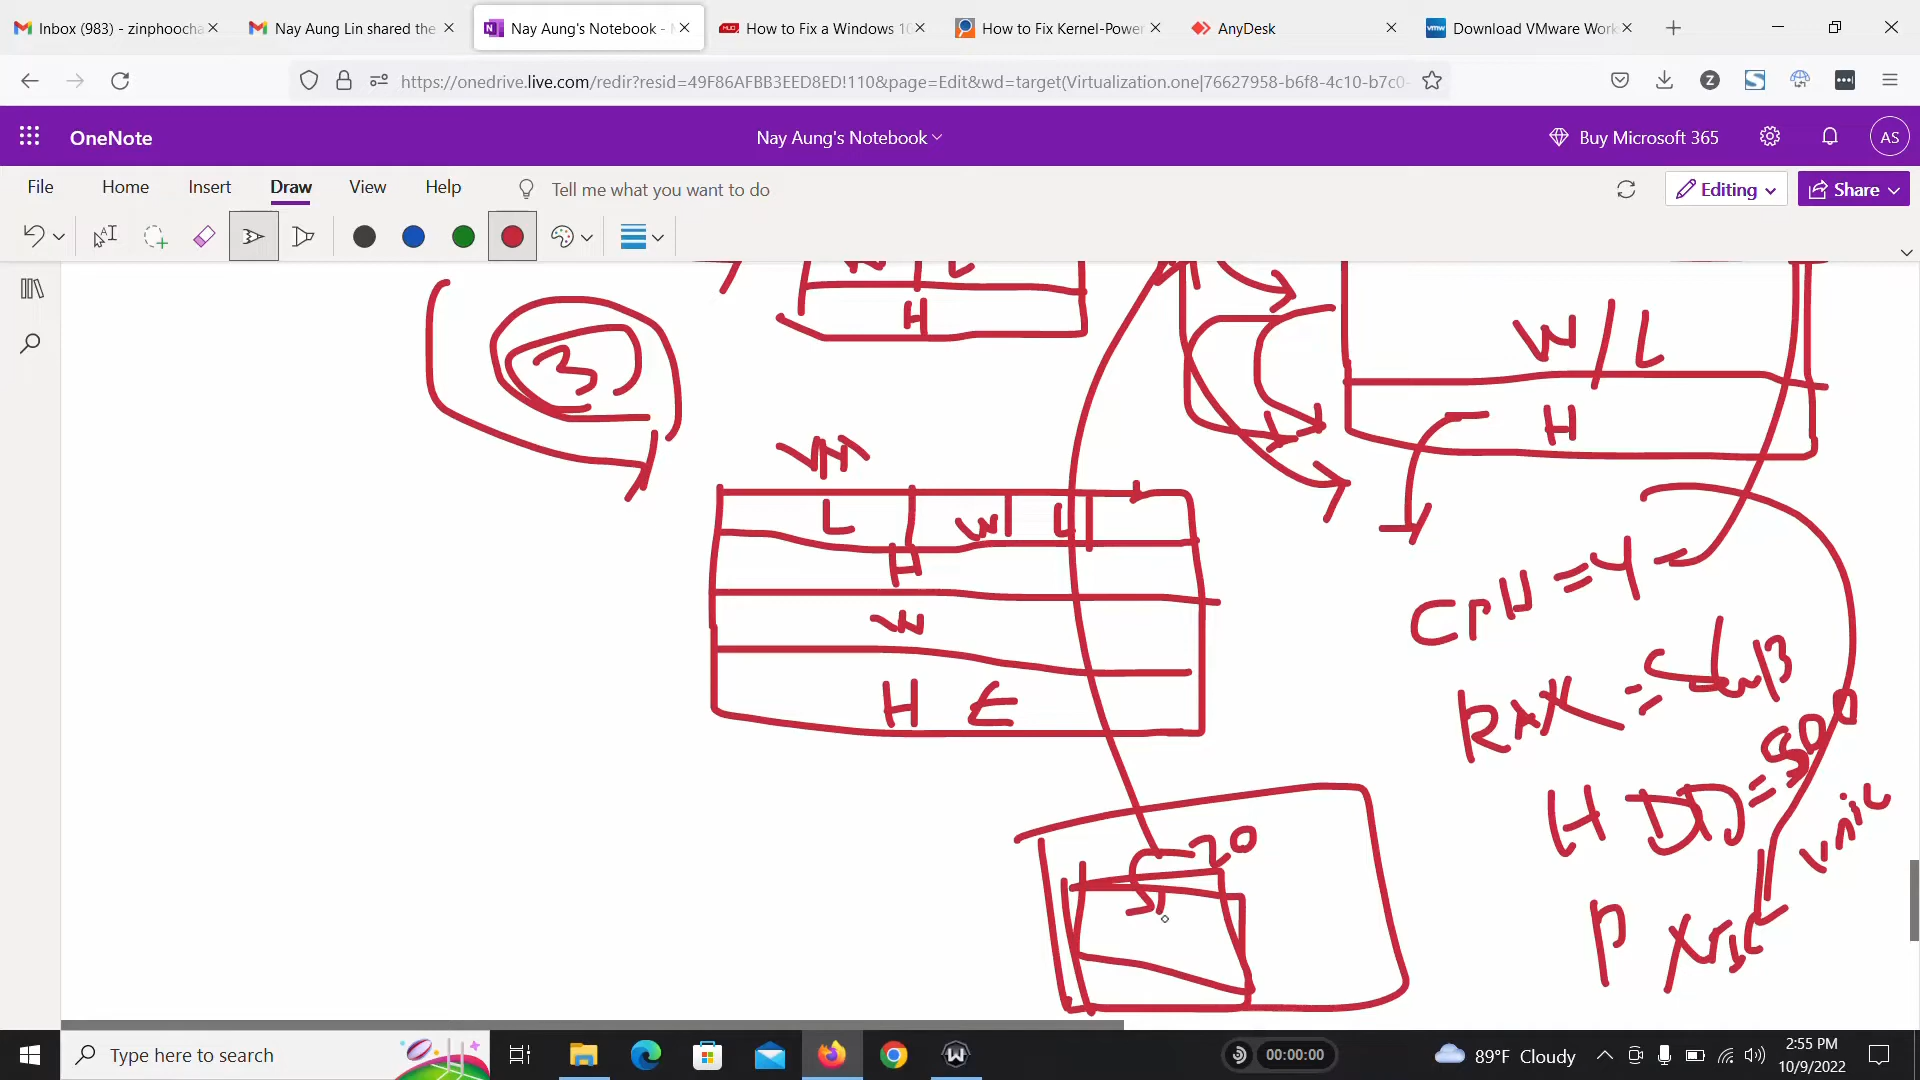 Inbox (983) - zinphoocha
Nay Aung Lin shared the
Nay Aung's Notebook - M
How to Fix a Windows 10
How to Fix Kernel-Power
AnyDesk
Download VMware Work
https://onedrive.live.com/redir?resid=49F86AFBB3EED8ED!110&page=Edit&wd=target(Virtualization.one|76627958-b6f8-4c10-b7c0-
OneNote
Nay Aung's Notebook
Buy Microsoft 365
AS
File Home Insert Draw View Help
Tell me what you want to do
Editing
Share
H
3
W/L
H
L W L
H
W
H
CPU = 4
HDD = 500
vnic
20
Type here to search
00:00:00
89°F Cloudy
2:55 PM
10/9/2022